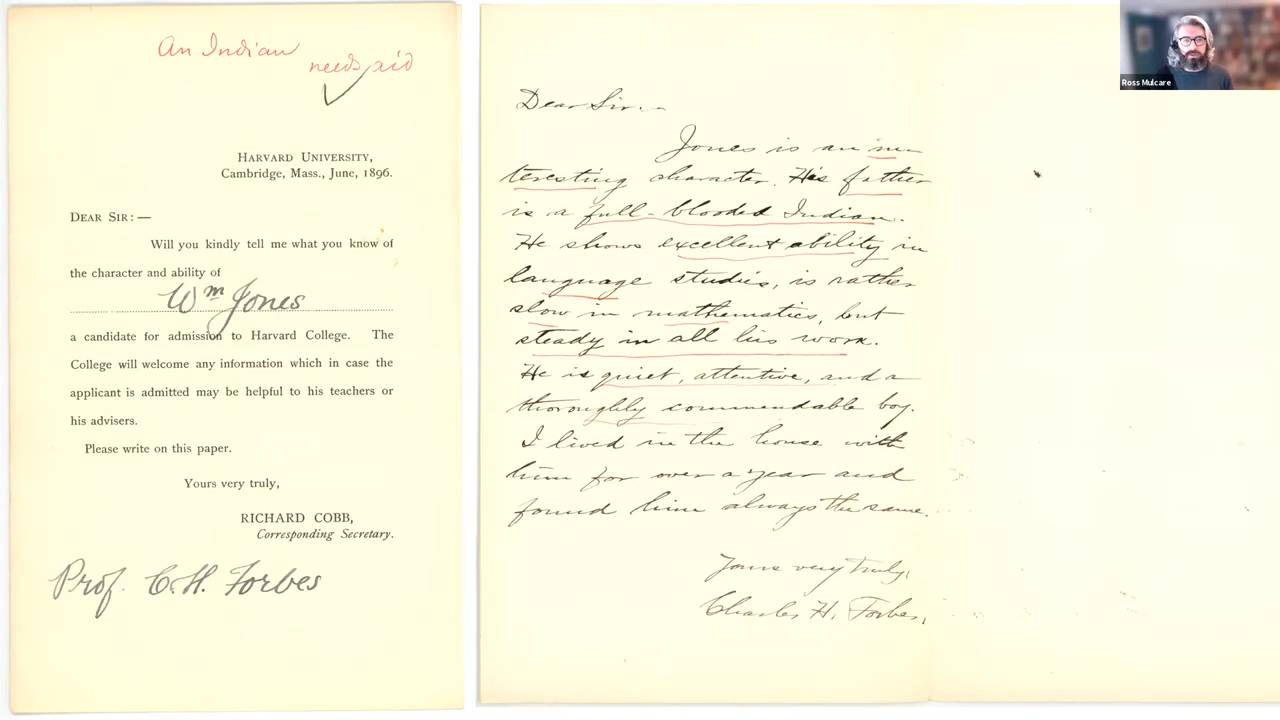 An Indian
needs aid
HARVARD UNIVERSITY,
Cambridge, Mass., June, 1896.
DEAR SIR:—
Will you kindly tell me what you know of
the character and ability of
Wm Jones
a candidate for admission to Harvard College. The
College will welcome any information which in case the
applicant is admitted may be helpful to his teachers or
his advisers.
Please write on this paper.
Yours very truly,
RICHARD COBB,
Corresponding Secretary.
Prof. C. H. Forbes
Dear Sir:—
Jones is an in-
teresting character. His father
is a full-blooded Indian.
He shows excellent ability in
language studies, is rather
slow in mathematics, but
steady in all his work.
He is quiet, attentive, and a
thoroughly commendable boy.
I lived in the house with
him for over a year and
found him always the same.
Yours very truly,
Charles H. Forbes.
Ross Mulcare